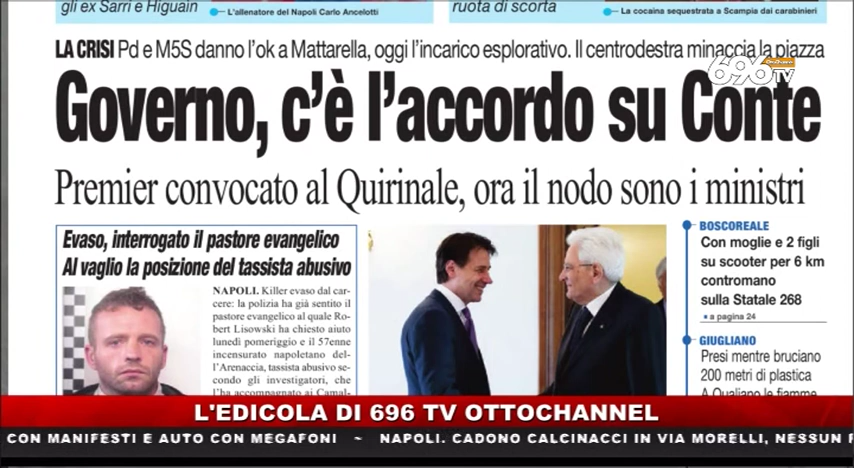 gli ex Sarri e Higuain
L'allenatore del Napoli Carlo Ancelotti
ruota di scorta
La cocaina sequestrata a Scampia dai carabinieri
LA CRISI Pd e M5S danno l'ok a Mattarella, oggi l'incarico esplorativo. Il centrodestra minaccia la piazza
696 TV
Governo, c'è l'accordo su Conte
Premier convocato al Quirinale, ora il nodo sono i ministri
Evaso, interrogato il pastore evangelico
Al vaglio la posizione del tassista abusivo
NAPOLI. Killer evaso dal car-
cere: la polizia ha già sentito il
pastore evangelico al quale Ro-
bert Lisowski ha chiesto aiuto
lunedì pomeriggio e il 57enne
incensurato napoletano del-
l'Arenaccia, tassista abusivo se-
condo gli investigatori, che
l'ha accompagnato ai Camal-
BOSCOREALE
Con moglie e 2 figli
su scooter per 6 km
contromano
sulla Statale 268
a pagina 24
GIUGLIANO
Presi mentre bruciano
200 metri di plastica
A Qualiano le fiamme
L'EDICOLA DI 696 TV OTTOCHANNEL
CON MANIFESTI E AUTO CON MEGAFONI ~ NAPOLI. CADONO CALCINACCI IN VIA MORELLI, NESSUN F